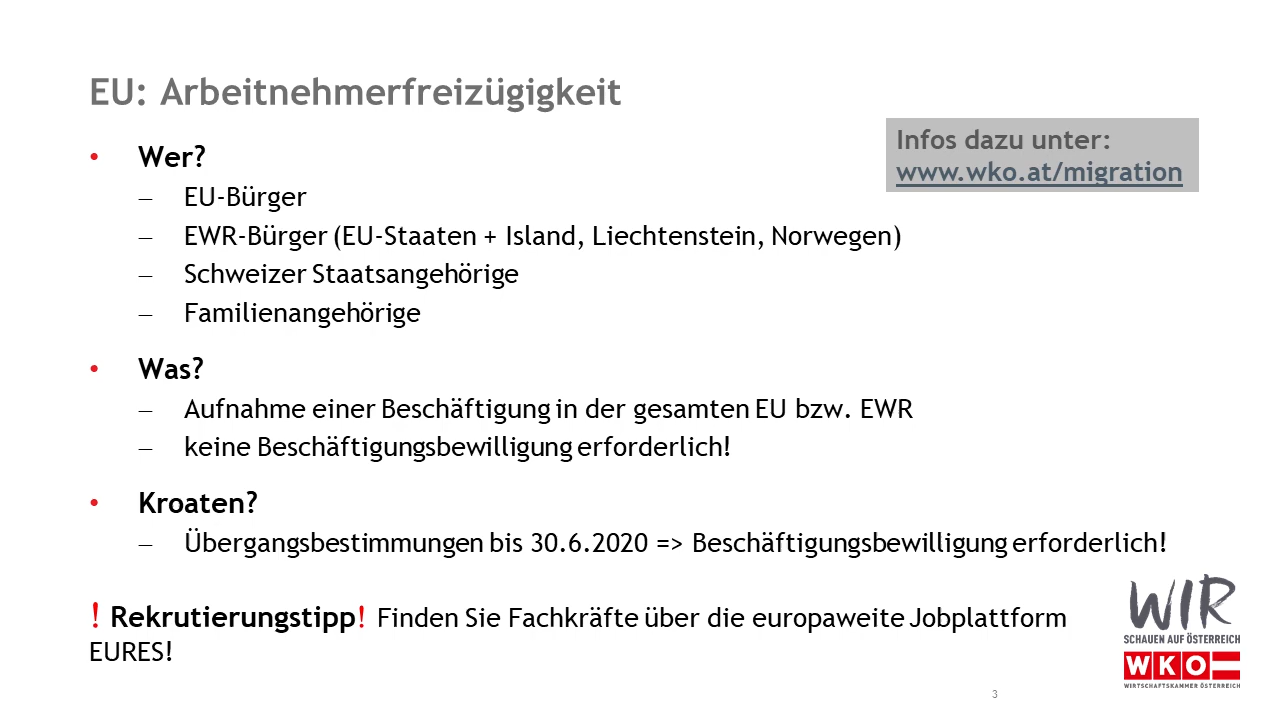 EU: Arbeitnehmerfreizügigkeit
Infos dazu unter:
www.wko.at/migration
• Wer?
– EU-Bürger
– EWR-Bürger (EU-Staaten + Island, Liechtenstein, Norwegen)
– Schweizer Staatsangehörige
– Familienangehörige
• Was?
– Aufnahme einer Beschäftigung in der gesamten EU bzw. EWR
– keine Beschäftigungsbewilligung erforderlich!
• Kroaten?
– Übergangsbestimmungen bis 30.6.2020 => Beschäftigungsbewilligung erforderlich!
! Rekrutierungstipp! Finden Sie Fachkräfte über die europaweite Jobplattform
EURES!
WIR
SCHAUEN AUF ÖSTERREICH
WKO
WIRTSCHAFTSKAMMER ÖSTERREICH
3